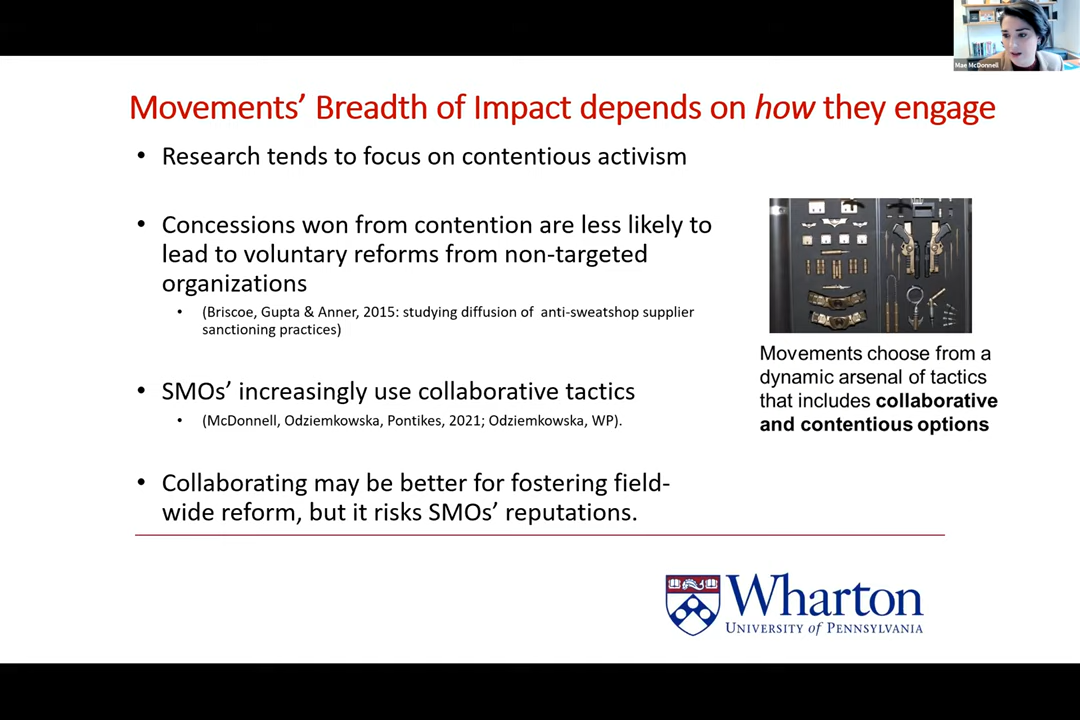 Mae McDonnell
Movements’ Breadth of Impact depends on how they engage
• Research tends to focus on contentious activism
• Concessions won from contention are less likely to
lead to voluntary reforms from non-targeted
organizations
• (Briscoe, Gupta & Anner, 2015: studying diffusion of anti-sweatshop supplier
sanctioning practices)
• SMOs’ increasingly use collaborative tactics
• (McDonnell, Odziemkowska, Pontikes, 2021; Odziemkowska, WP).
• Collaborating may be better for fostering field-
wide reform, but it risks SMOs’ reputations.
Movements choose from a
dynamic arsenal of tactics
that includes collaborative
and contentious options
Wharton
UNIVERSITY of PENNSYLVANIA